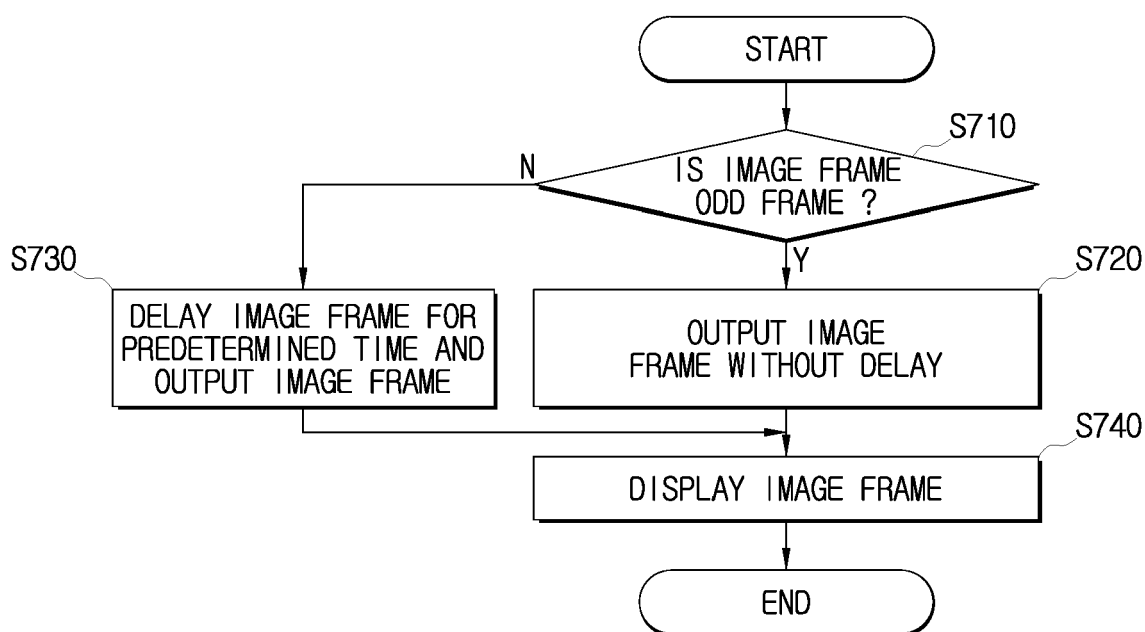 START
S710
IS IMAGE FRAME
ODD FRAME ?
N
Y
S730
DELAY IMAGE FRAME FOR
PREDETERMINED TIME AND
OUTPUT IMAGE FRAME
S720
OUTPUT IMAGE
FRAME WITHOUT DELAY
S740
DISPLAY IMAGE FRAME
END